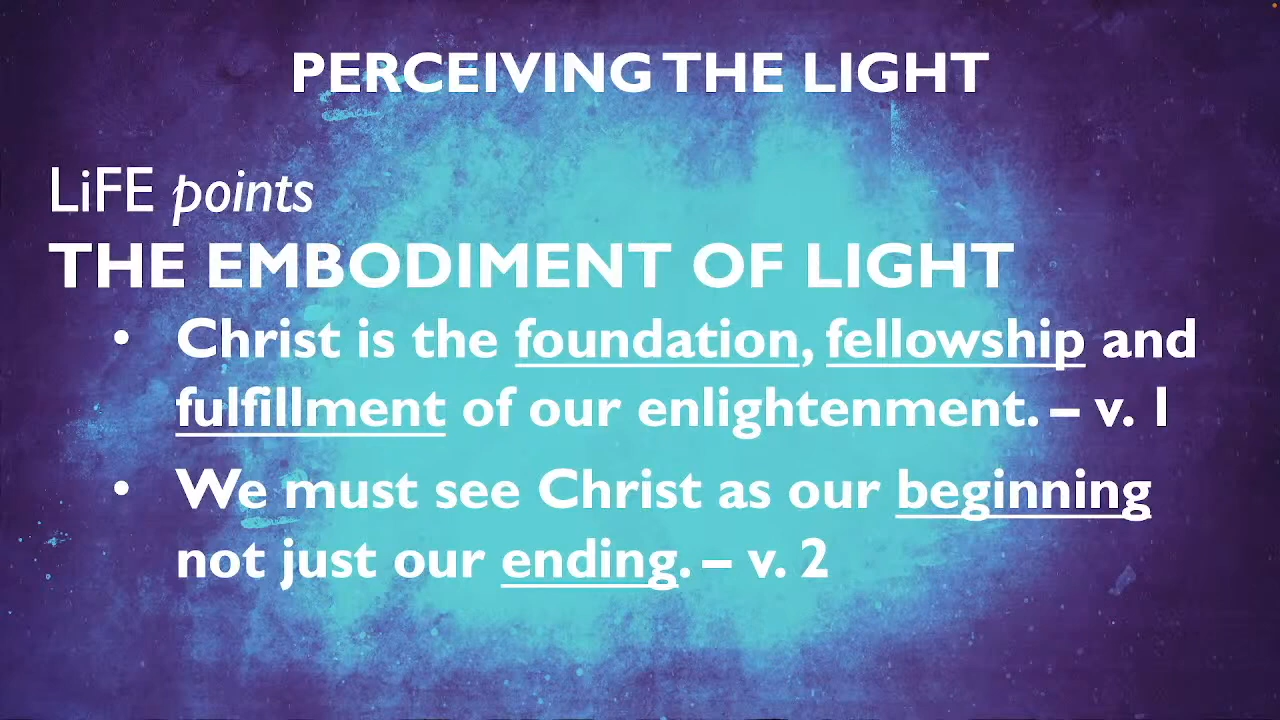 PERCEIVING THE LIGHT
LiFE points
THE EMBODIMENT OF LIGHT
• Christ is the foundation, fellowship and
fulfillment of our enlightenment. – v. 1
• We must see Christ as our beginning
not just our ending. – v. 2